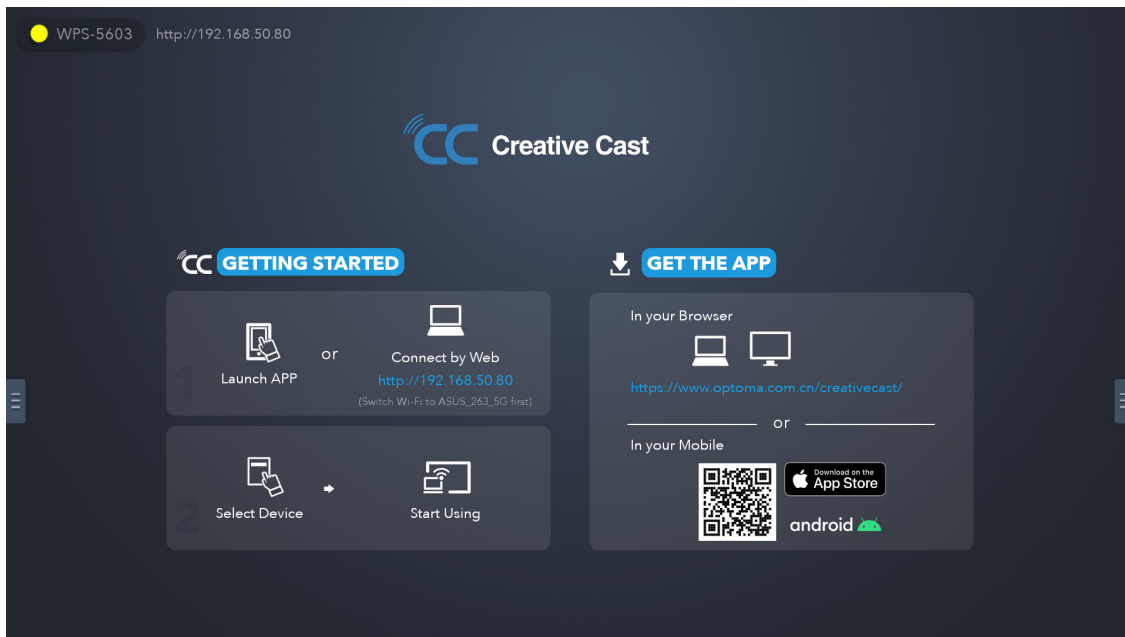 WPS-5603 http://192.168.50.80
CC Creative Cast
CC GETTING STARTED
1
Launch APP
or
Connect by Web
http://192.168.50.80
(Switch Wi-Fi to ASUS_263_5G first)
2
Select Device
Start Using
GET THE APP
In your Browser
https://www.optoma.com.cn/creativecast/
or
In your Mobile
Download on the
App Store
android